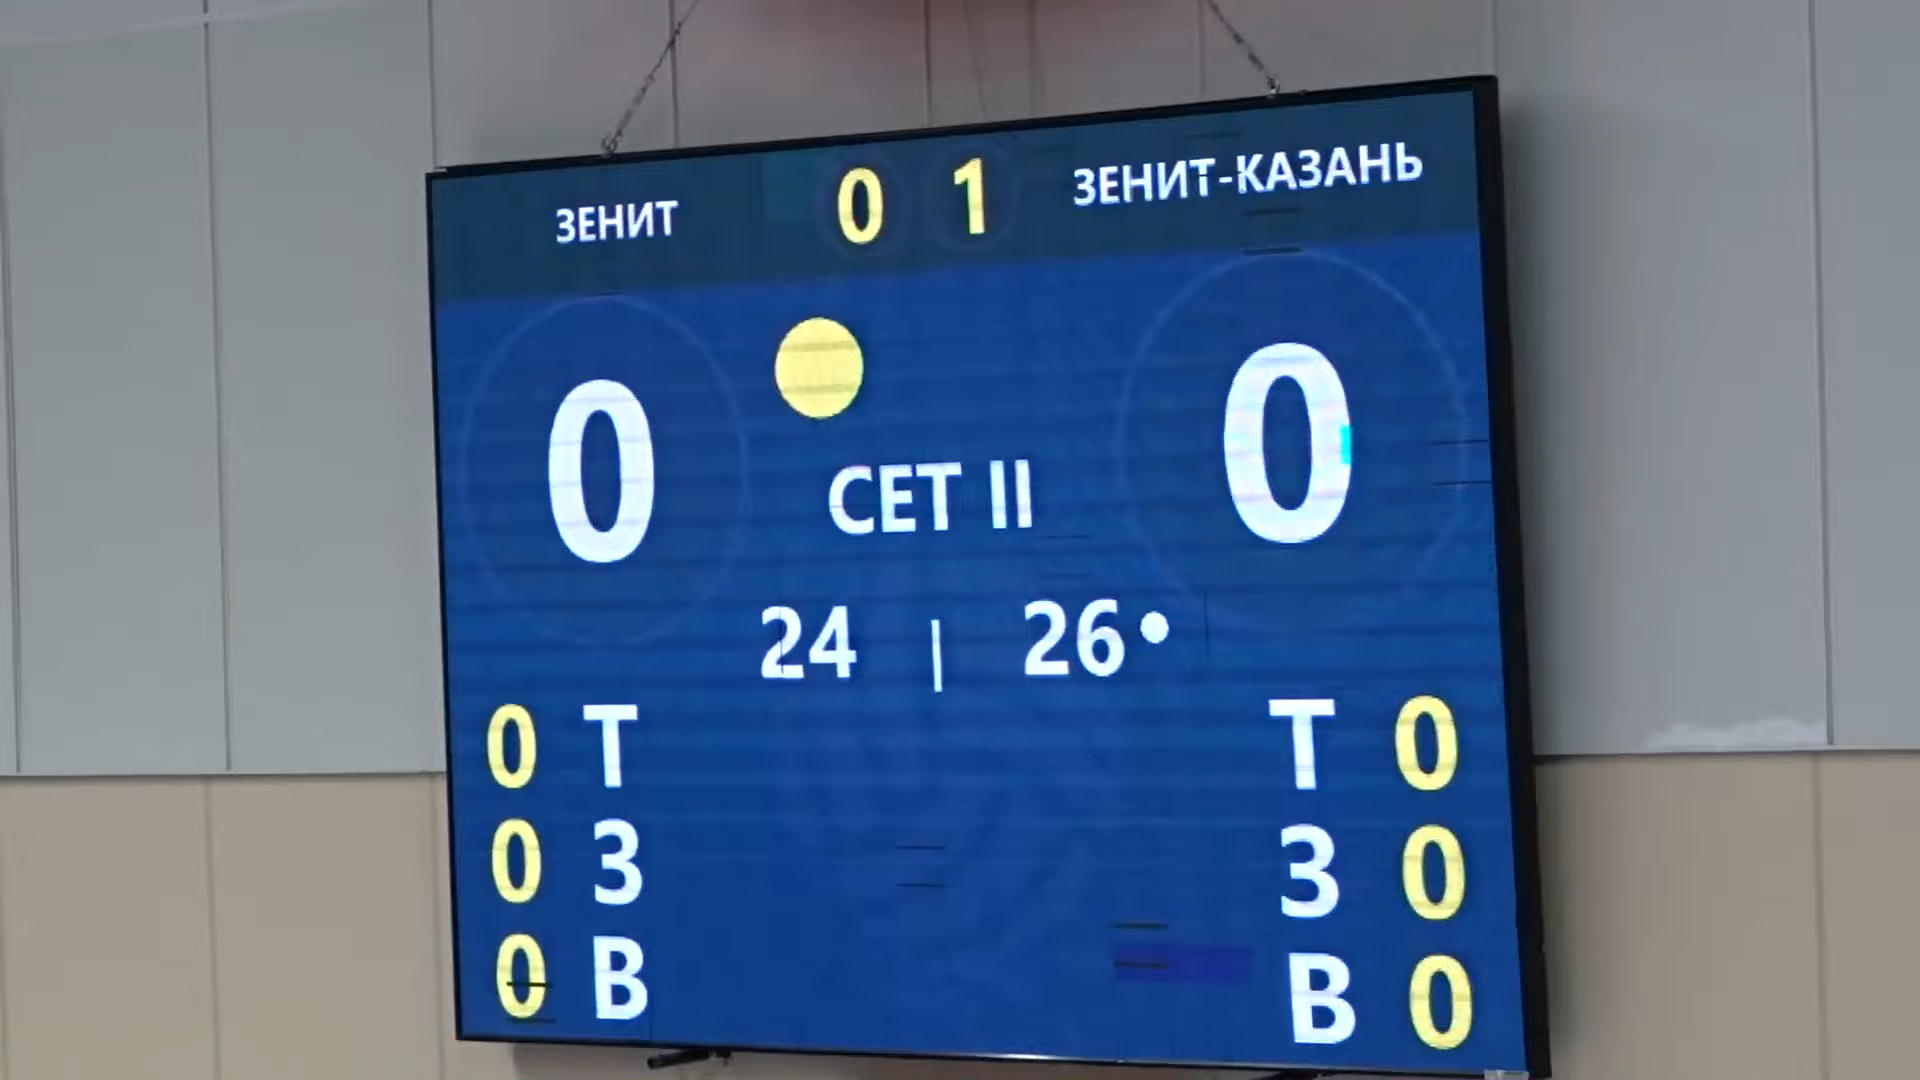 ЗЕНИТ 0 1 ЗЕНИТ-КАЗАНЬ
0 СЕТ II 0
24 | 26•
0 Т Т 0
0 З З 0
0 В В 0